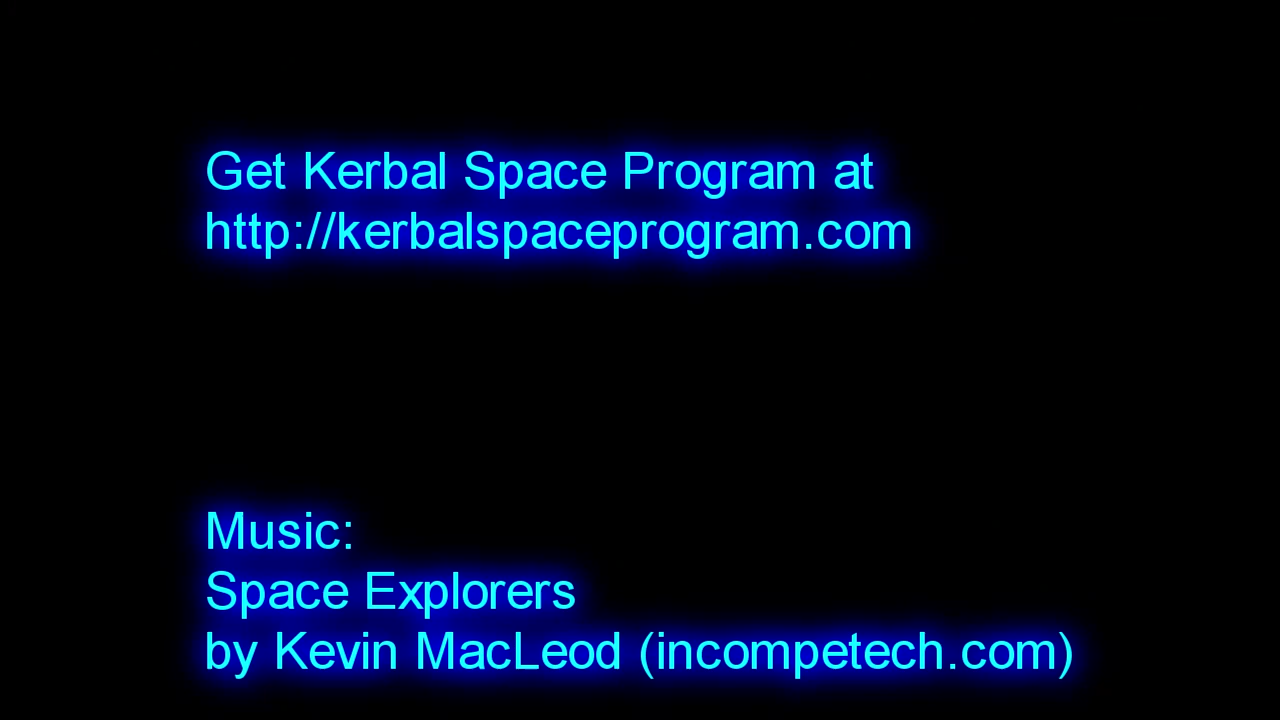 Get Kerbal Space Program at
http://kerbalspaceprogram.com
Music:
Space Explorers
by Kevin MacLeod (incompetech.com)